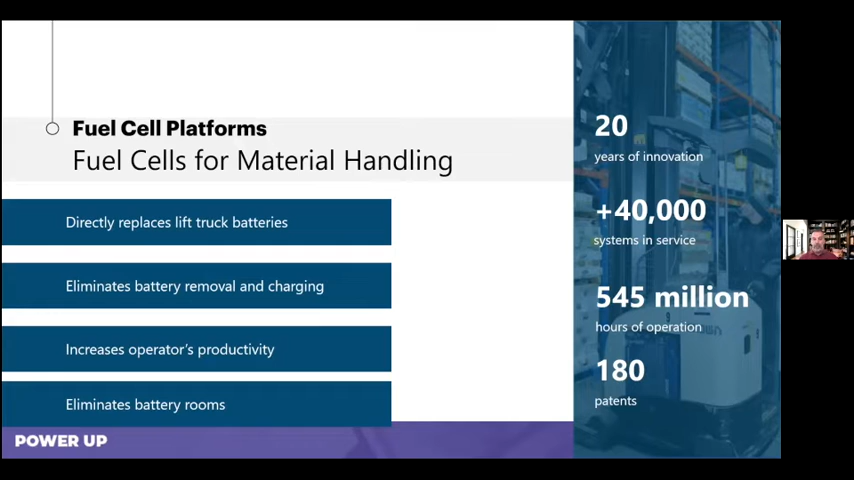 Fuel Cell Platforms
Fuel Cells for Material Handling
Directly replaces lift truck batteries
Eliminates battery removal and charging
Increases operator's productivity
Eliminates battery rooms
POWER UP
20
years of innovation
+40,000
systems in service
545 million
hours of operation
180
patents